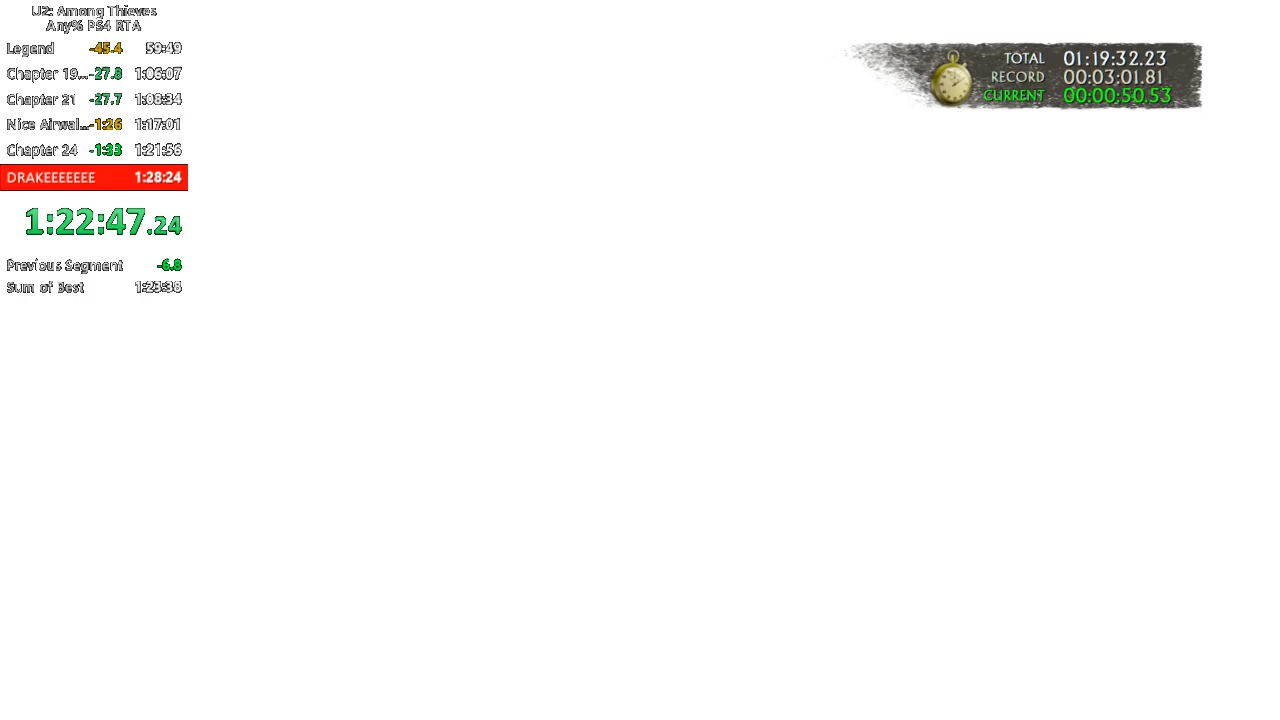 U2: Among Thieves
Any% PS4 RTA
Legend -45.4 59:49
Chapter 19... -27.8 1:06:07
Chapter 21 -27.7 1:08:34
Nice Airwal... -1:26 1:17:01
Chapter 24 -1:33 1:21:56
DRAKEEEEEEE 1:28:24
1:22:47.24
Previous Segment -6.8
Sum of Best 1:23:36
TOTAL 01:19:32.23
RECORD 00:03:01.81
CURRENT 00:00:50.53